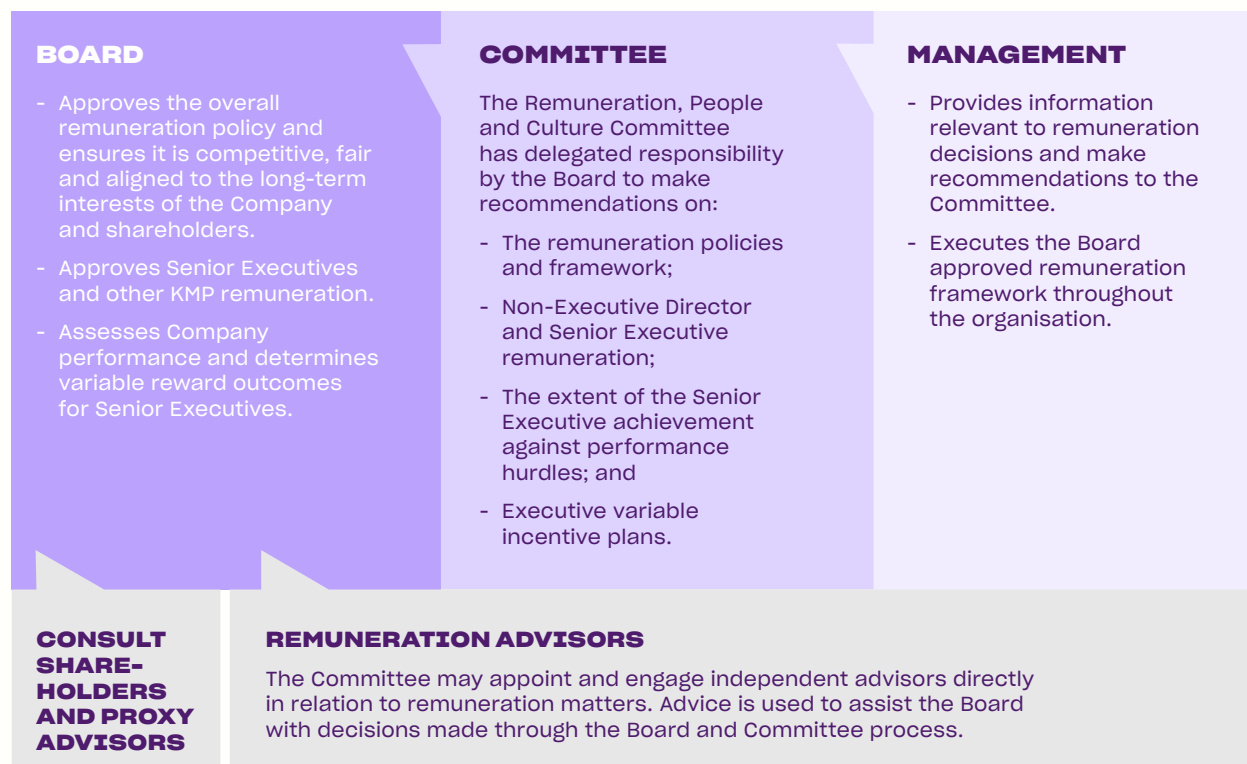 BOARD
- Approves the overall
remuneration policy and
ensures it is competitive, fair
and aligned to the long-term
interests of the Company
and shareholders.
- Approves Senior Executives
and other KMP remuneration.
- Assesses Company
performance and determines
variable reward outcomes
for Senior Executives.
COMMITTEE
The Remuneration, People
and Culture Committee
has delegated responsibility
by the Board to make
recommendations on:
- The remuneration policies
and framework;
- Non-Executive Director
and Senior Executive
remuneration;
- The extent of the Senior
Executive achievement
against performance
hurdles; and
- Executive variable
incentive plans.
MANAGEMENT
- Provides information
relevant to remuneration
decisions and make
recommendations to the
Committee.
- Executes the Board
approved remuneration
framework throughout
the organisation.
CONSULT
SHARE-
HOLDERS
AND PROXY
ADVISORS
REMUNERATION ADVISORS
The Committee may appoint and engage independent advisors directly
in relation to remuneration matters. Advice is used to assist the Board
with decisions made through the Board and Committee process.